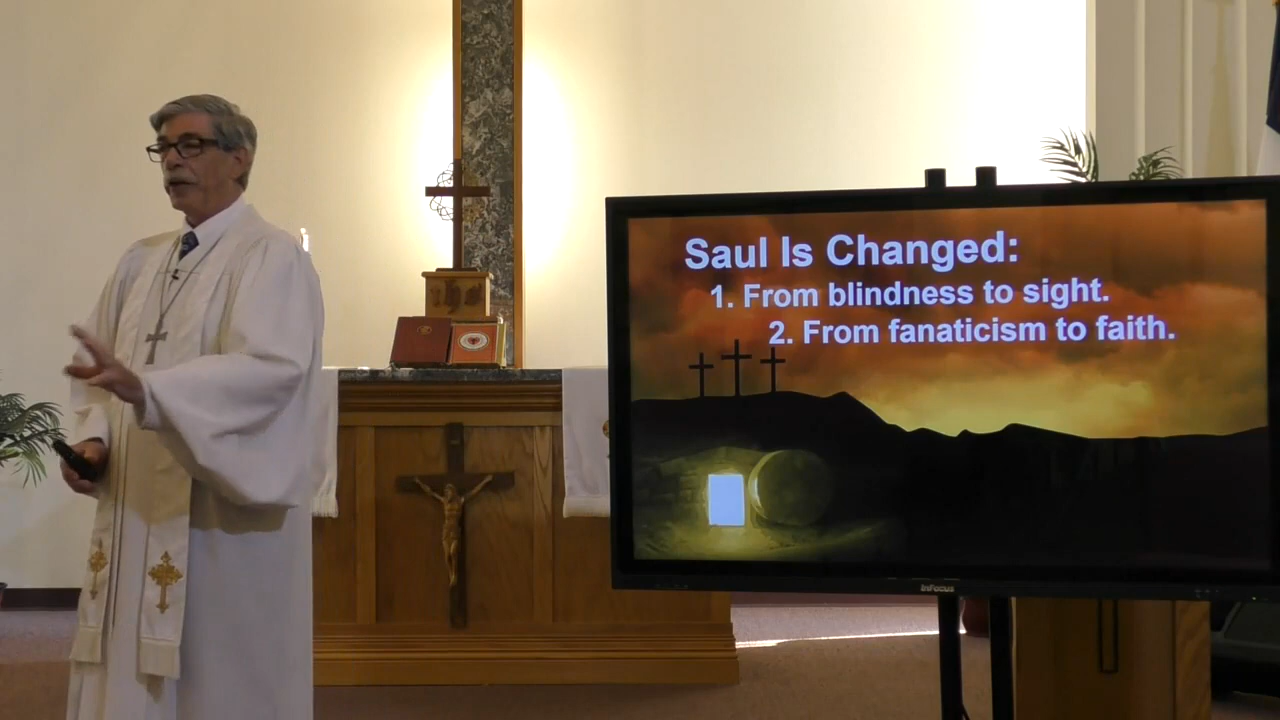 Saul Is Changed:
1. From blindness to sight.
2. From fanaticism to faith.
InFocus